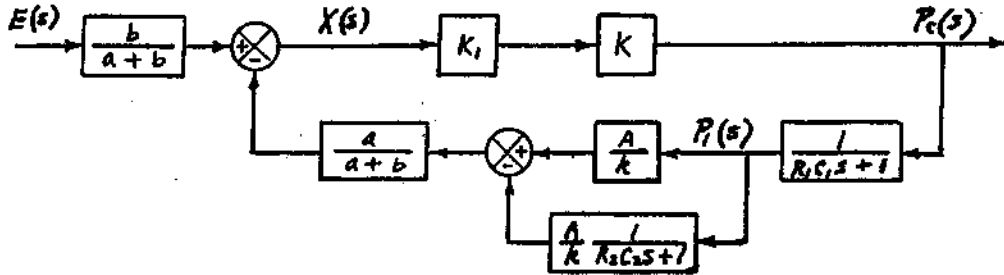 E(s) b/(a + b) + - X(s) K₁ K P_c(s)
a/(a + b) + - A/k P₁(s) 1/(R₁C₁s + 1)
A/k 1/(R₂C₂s+1)